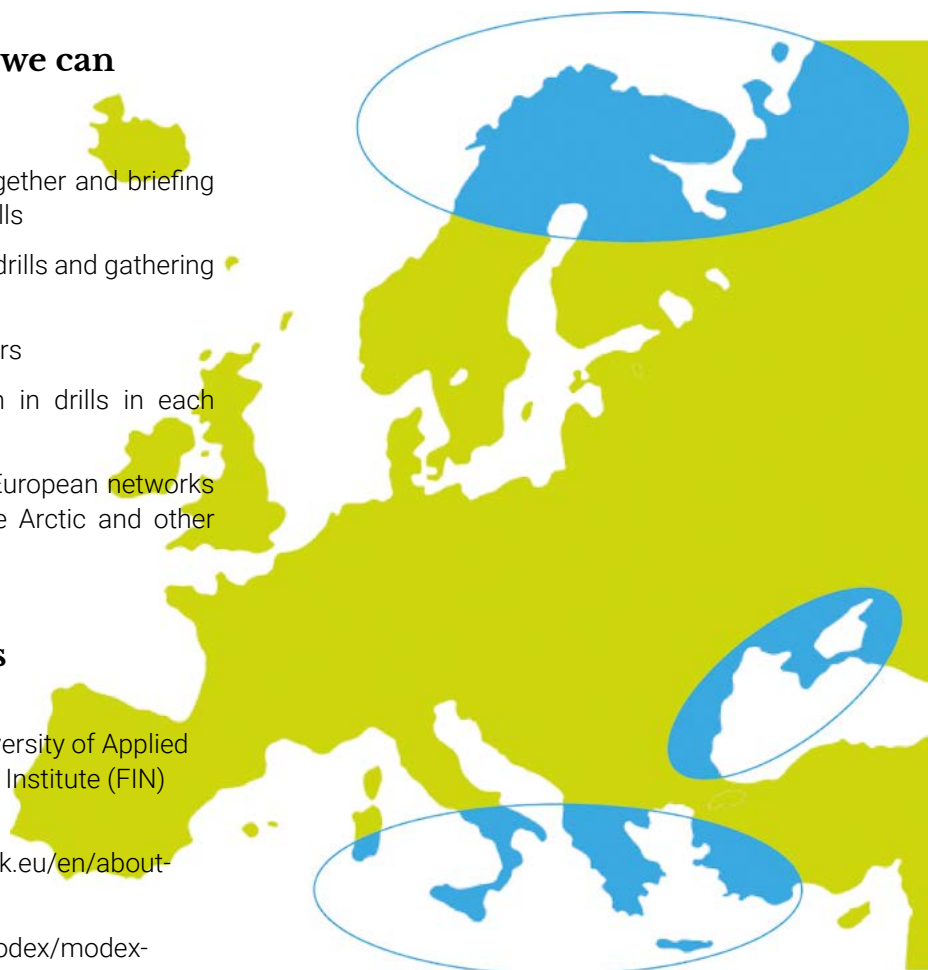 we can
gether and briefing
lls
drills and gathering
rs
n in drills in each
European networks
e Arctic and other
s
versity of Applied
Institute (FIN)
k.eu/en/about-
odex/modex-